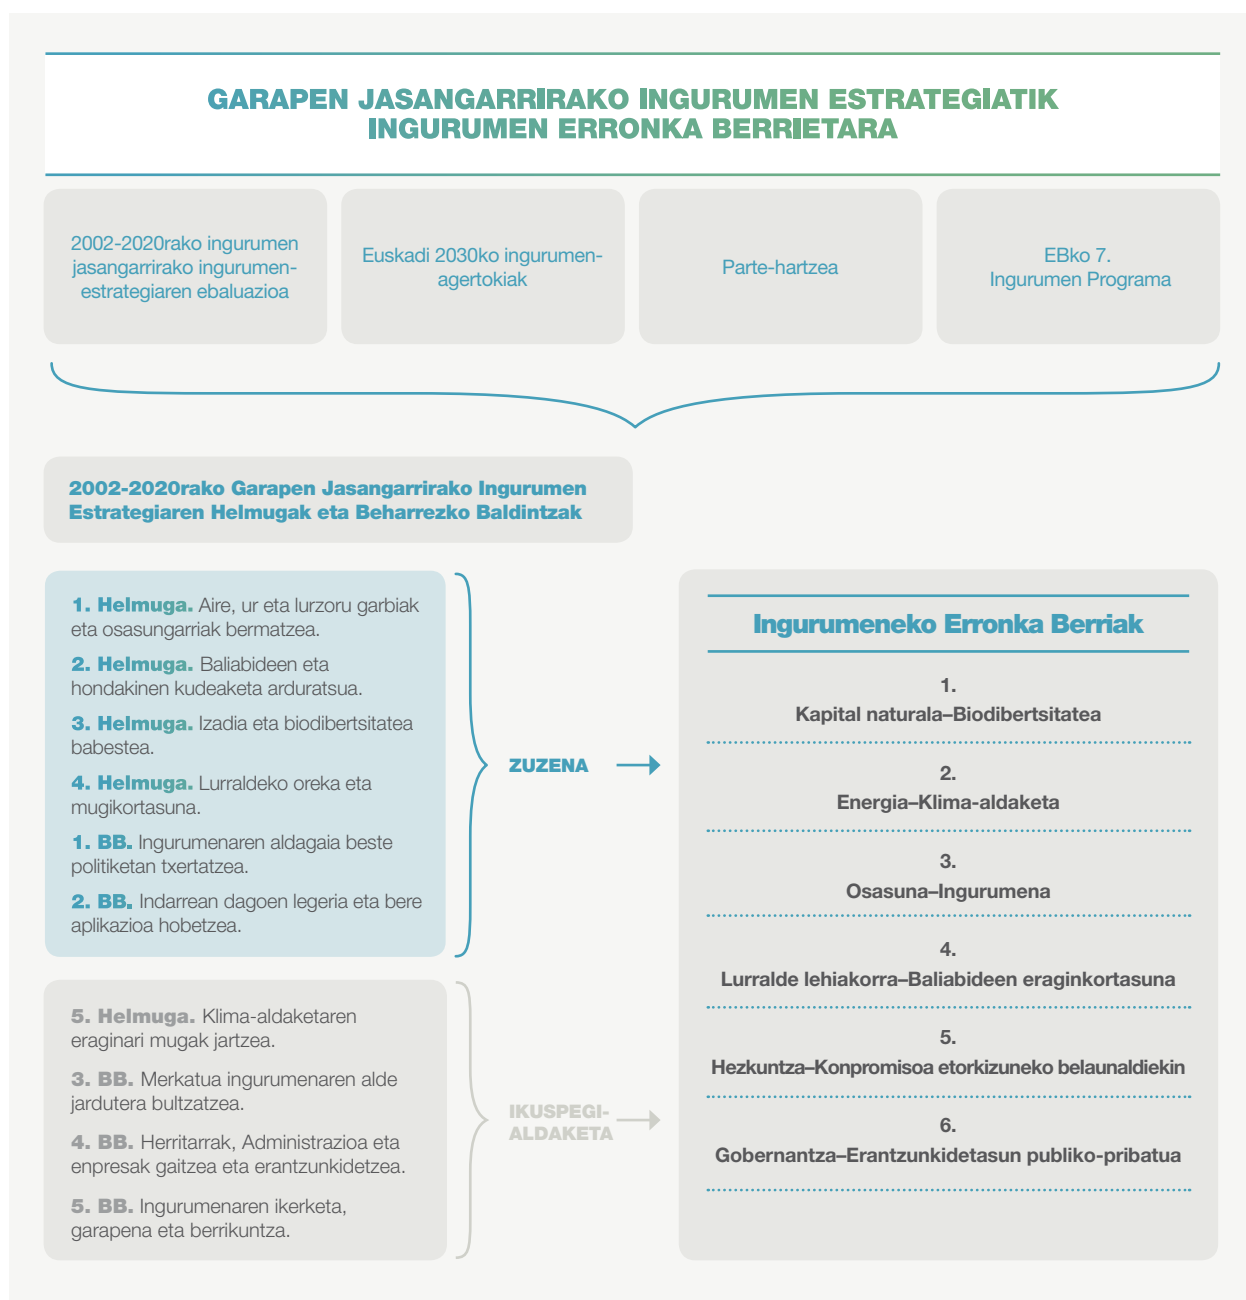 GARAPEN JASANGARRIRAKO INGURUMEN ESTRATEGIATIK
INGURUMEN ERRONKA BERRIETARA
2002-2020rako ingurumen
jasangarrirako ingurumen-
estrategiaren ebaluazioa
Euskadi 2030ko ingurumen-
agertokiak
Parte-hartzea
EBko 7.
Ingurumen Programa
2002-2020rako Garapen Jasangarrirako Ingurumen
Estrategiaren Helmugak eta Beharrezko Baldintzak
1. Helmuga. Aire, ur eta lurzoru garbiak
eta osasungarriak bermatzea.
2. Helmuga. Baliabideen eta
hondakinen kudeaketa arduratsua.
3. Helmuga. Izadia eta biodibertsitatea
babestea.
4. Helmuga. Lurraldeko oreka eta
mugikortasuna.
1. BB. Ingurumenaren aldagaia beste
politiketan txertatzea.
2. BB. Indarrean dagoen legeria eta bere
aplikazioa hobetzea.
ZUZENA
5. Helmuga. Klima-aldaketaren
eraginari mugak jartzea.
3. BB. Merkatua ingurumenaren alde
jardutera bultzatzea.
4. BB. Herritarrak, Administrazioa eta
enpresak gaitzea eta erantzunkidetzea.
5. BB. Ingurumenaren ikerketa,
garapena eta berrikuntza.
IKUSPEGI-
ALDAKETA
Ingurumeneko Erronka Berriak
1.
Kapital naturala–Biodibertsitatea
2.
Energia–Klima-aldaketa
3.
Osasuna–Ingurumena
4.
Lurralde lehiakorra–Baliabideen eraginkortasuna
5.
Hezkuntza–Konpromisoa etorkizuneko belaunaldiekin
6.
Gobernantza–Erantzunkidetasun publiko-pribatua